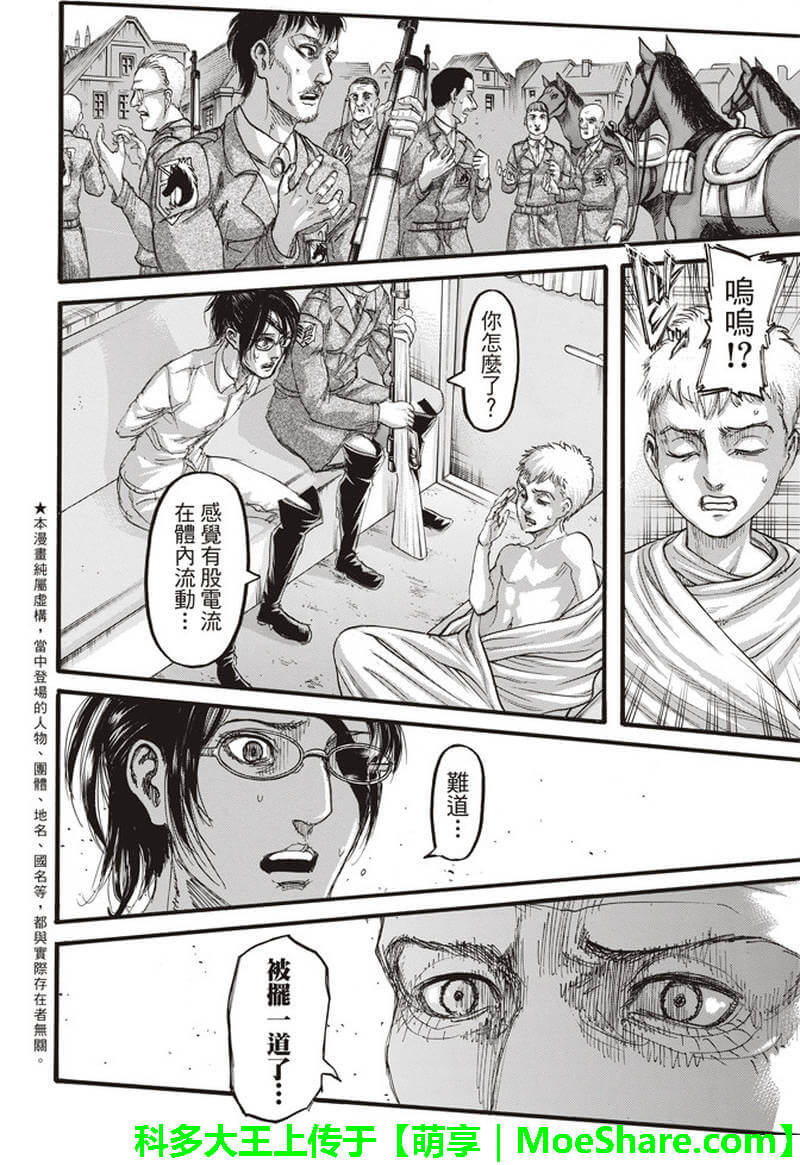 嗚嗚!?
你怎麼了？
感覺有股電流
在體內流動…
難道…
被擺一道了…
★本漫畫純屬虛構，當中登場的人物、團體、地名、國名等，都與實際存在者無關。
科多大王上传于【萌享｜MoeShare.com】